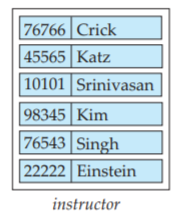 76766 Crick
45565 Katz
10101 Srinivasan
98345 Kim
76543 Singh
22222 Einstein
instructor